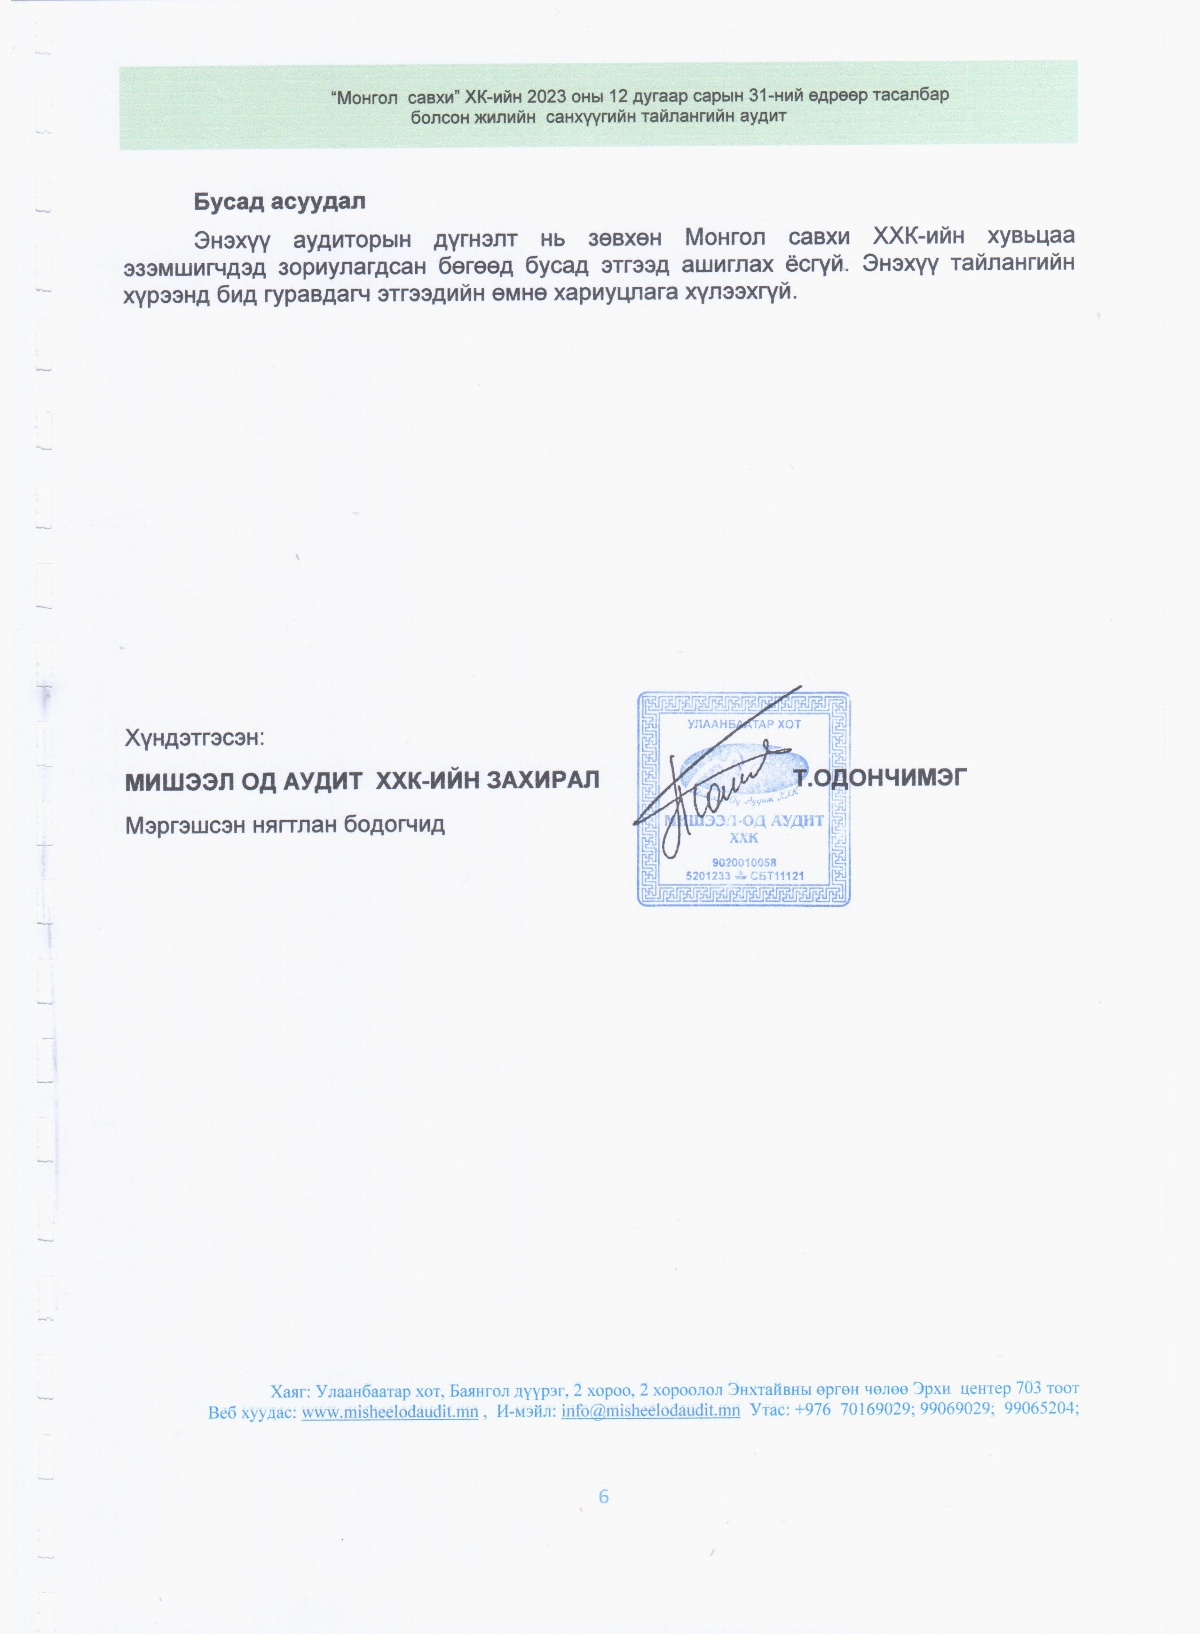 “Монгол савхи” ХК-ийн 2023 оны 12 дугаар сарын 31-ний өдрөөр тасалбар
болсон жилийн санхүүгийн тайлангийн аудит
Бусад асуудал
Энэхүү аудиторын дүгнэлт нь зөвхөн Монгол савхи ХХК-ийн хувьцаа
эзэмшигчдэд зориулагдсан бөгөөд бусад этгээд ашиглах ёсгүй. Энэхүү тайлангийн
хүрээнд бид гуравдагч этгээдийн өмнө хариуцлага хүлээхгүй.
Хүндэтгэсэн:
МИШЭЭЛ ОД АУДИТ ХХК-ИЙН ЗАХИРАЛ
Т.ОДОНЧИМЭГ
Мэргэшсэн нягтлан бодогчид
УЛААНБААТАР ХОТ
Од Аудит ХХК
МИШЭЭЛ-ОД АУДИТ
ХХК
9020010058
5201233 СБТ11121
Хаяг: Улаанбаатар хот, Баянгол дүүрэг, 2 хороо, 2 хороолол Энхтайвны өргөн чөлөө Эрхи центер 703 тоот
Веб хуудас: www.misheelodaudit.mn , И-мэйл: info@misheelodaudit.mn Утас: +976 70169029; 99069029; 99065204;
6